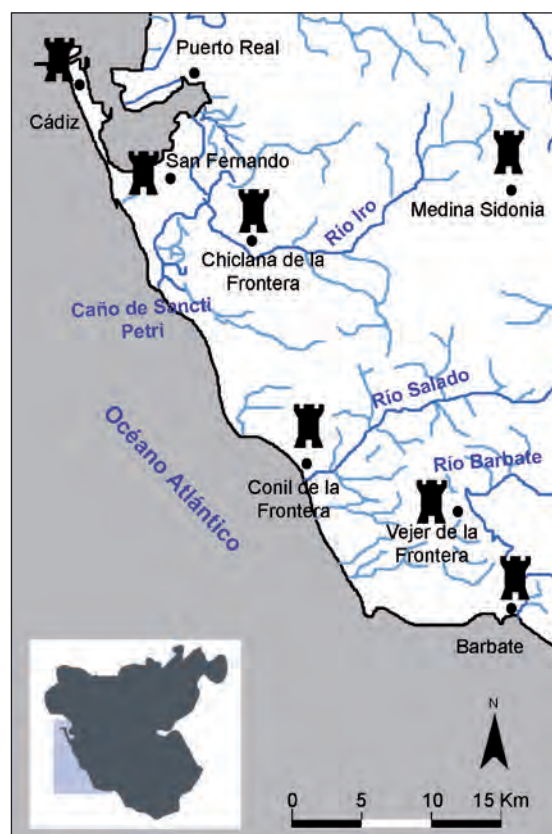 Puerto Real
Cádiz
San Fernando
Medina Sidonia
Río Iro
Chiclana de la
Frontera
Caño de Sancti
Petri
Río Salado
Océano Atlántico
Río Barbate
Conil de la
Frontera
Vejer de la
Frontera
Barbate
N
0 5 10 15 Km